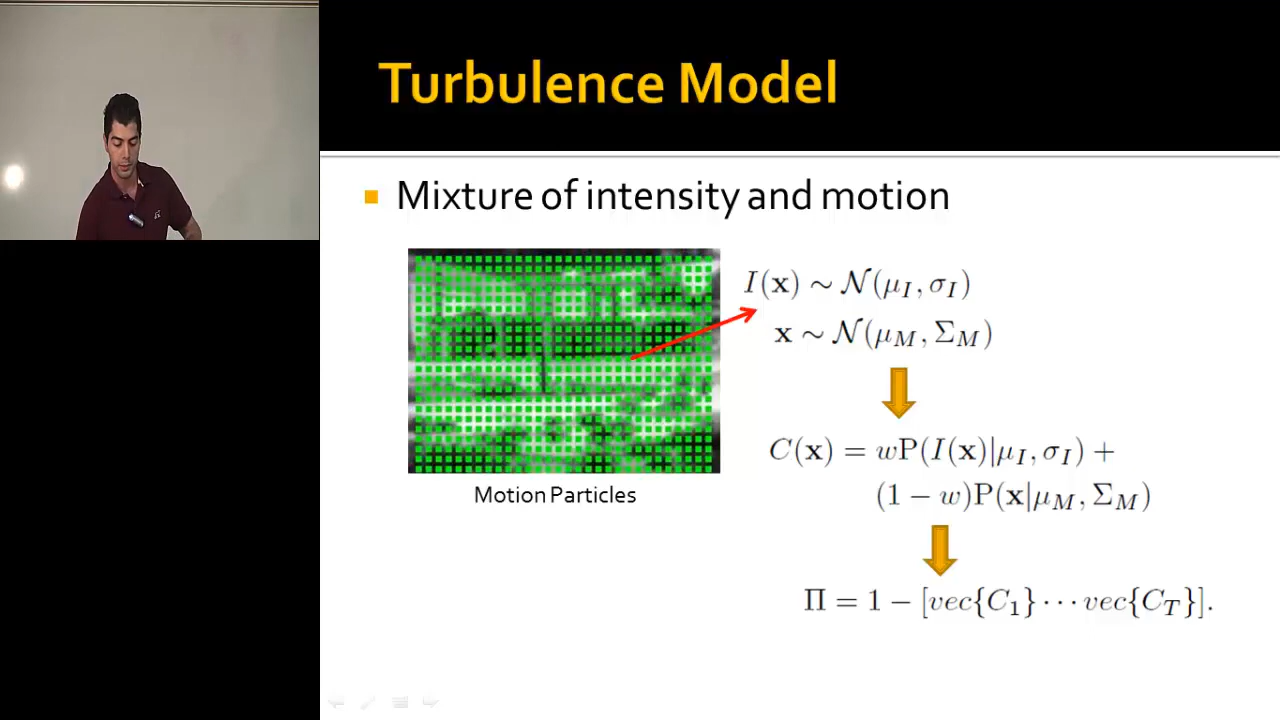 Turbulence Model
Mixture of intensity and motion
I(x) ∼ 𝒩(μ_I, σ_I)
x ∼ 𝒩(μ_M, Σ_M)
C(x) = wP(I(x)|μ_I, σ_I) +
(1 − w)P(x|μ_M, Σ_M)
Motion Particles
Π = 1 − [vec{C_1} ⋯ vec{C_T}].